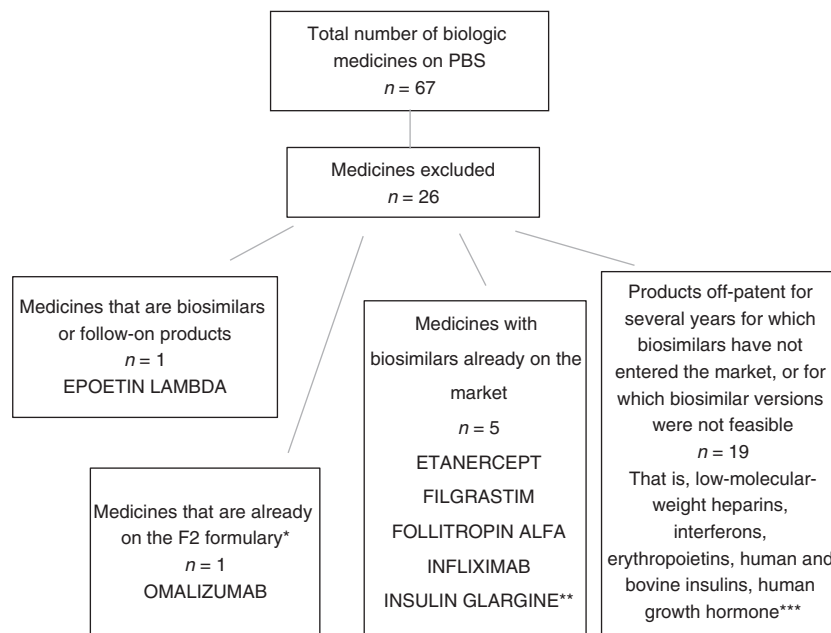 Total number of biologic
medicines on PBS
n = 67
Medicines excluded
n = 26
Medicines that are biosimilars
or follow-on products
n = 1
EPOETIN LAMBDA
Medicines that are already
on the F2 formulary*
n = 1
OMALIZUMAB
Medicines with
biosimilars already on the
market
n = 5
ETANERCEPT
FILGRASTIM
FOLLITROPIN ALFA
INFLIXIMAB
INSULIN GLARGINE**
Products off-patent for
several years for which
biosimilars have not
entered the market, or for
which biosimilar versions
were not feasible
n = 19
That is, low-molecular-
weight heparins,
interferons,
erythropoietins, human and
bovine insulins, human
growth hormone***